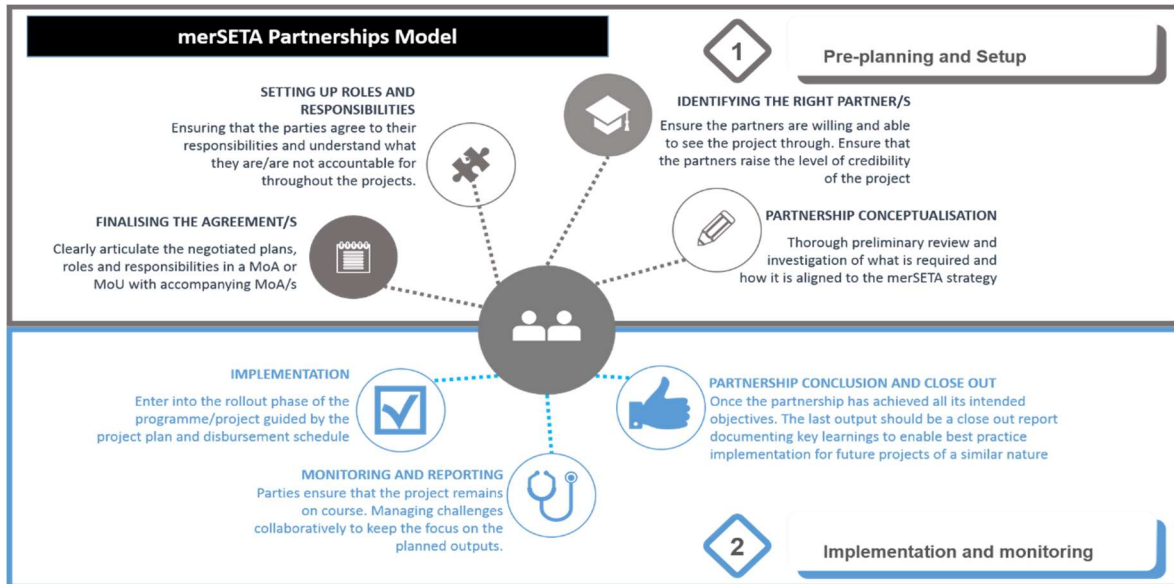 merSETA Partnerships Model
1
Pre-planning and Setup
SETTING UP ROLES AND
RESPONSIBILITIES
Ensuring that the parties agree to their
responsibilities and understand what
they are/are not accountable for
throughout the projects.
IDENTIFYING THE RIGHT PARTNER/S
Ensure the partners are willing and able
to see the project through. Ensure that
the partners raise the level of credibility
of the project
FINALISING THE AGREEMENT/S
Clearly articulate the negotiated plans,
roles and responsibilities in a MoA or
MoU with accompanying MoA/s
PARTNERSHIP CONCEPTUALISATION
Thorough preliminary review and
investigation of what is required and
how it is aligned to the merSETA strategy
IMPLEMENTATION
Enter into the rollout phase of the
programme/project guided by the
project plan and disbursement schedule
PARTNERSHIP CONCLUSION AND CLOSE OUT
Once the partnership has achieved all its intended
objectives. The last output should be a close out report
documenting key learnings to enable best practice
implementation for future projects of a similar nature
MONITORING AND REPORTING
Parties ensure that the project remains
on course. Managing challenges
collaboratively to keep the focus on the
planned outputs.
2
Implementation and monitoring